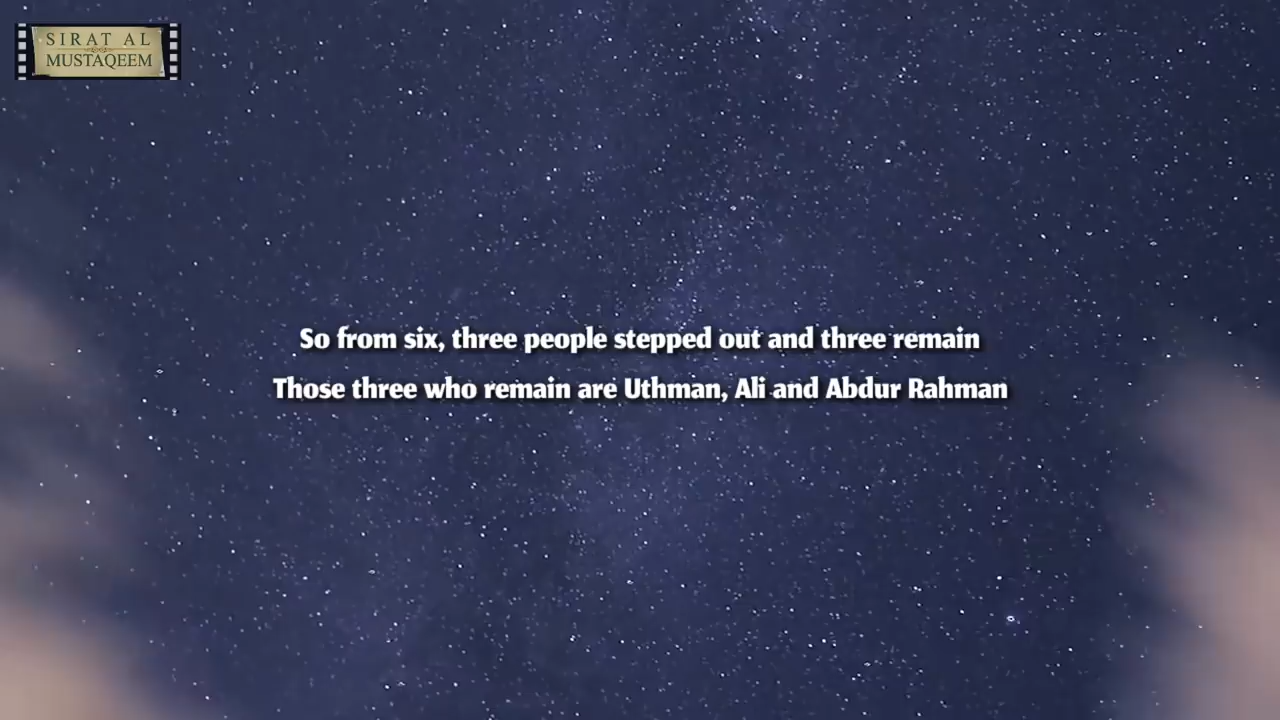 SIRAT AL
MUSTAQEEM
So from six, three people stepped out and three remain
Those three who remain are Uthman, Ali and Abdur Rahman